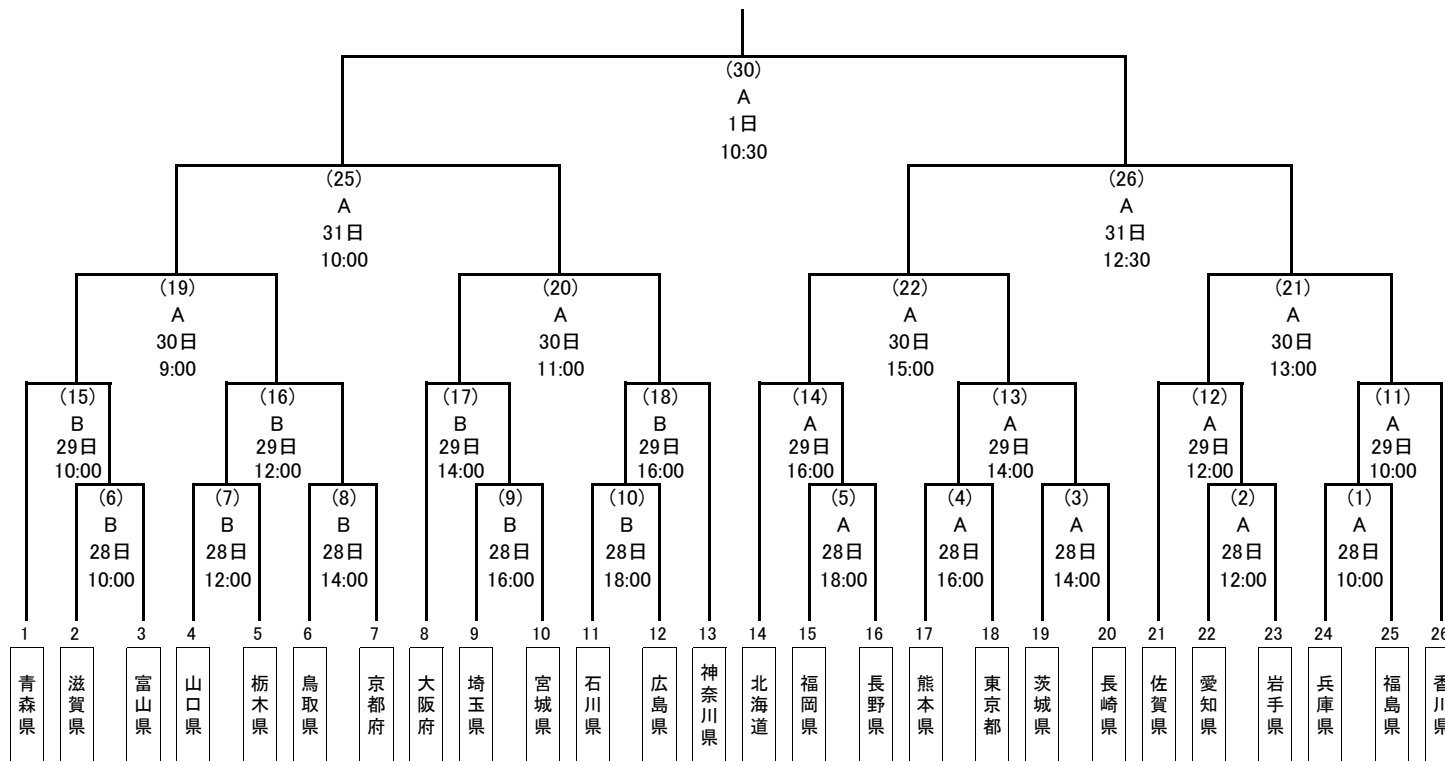 (30)
A
1日
10:30
(25)
A
31日
10:00
(26)
A
31日
12:30
(19)
A
30日
9:00
(20)
A
30日
11:00
(22)
A
30日
15:00
(21)
A
30日
13:00
(15)
B
29日
10:00
(16)
B
29日
12:00
(17)
B
29日
14:00
(18)
B
29日
16:00
(14)
A
29日
16:00
(13)
A
29日
14:00
(12)
A
29日
12:00
(11)
A
29日
10:00
(6)
B
28日
10:00
(7)
B
28日
12:00
(8)
B
28日
14:00
(9)
B
28日
16:00
(10)
B
28日
18:00
(5)
A
28日
18:00
(4)
A
28日
16:00
(3)
A
28日
14:00
(2)
A
28日
12:00
(1)
A
28日
10:00
1 2 3 4 5 6 7 8 9 10 11 12 13 14 15 16 17 18 19 20 21 22 23 24 25 26
青森県
滋賀県
富山県
山口県
栃木県
鳥取県
京都府
大阪府
埼玉県
宮城県
石川県
広島県
神奈川県
北海道
福岡県
長野県
熊本県
東京都
茨城県
長崎県
佐賀県
愛知県
岩手県
兵庫県
福島県
香川県